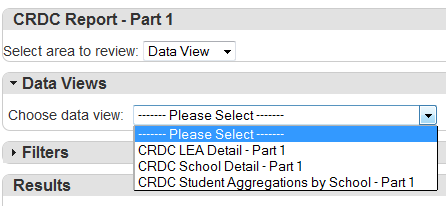 CRDC Report - Part 1
Select area to review: Data View
Data Views
Choose data view: ------- Please Select -------
------- Please Select -------
CRDC LEA Detail - Part 1
CRDC School Detail - Part 1
CRDC Student Aggregations by School - Part 1
Filters
Results